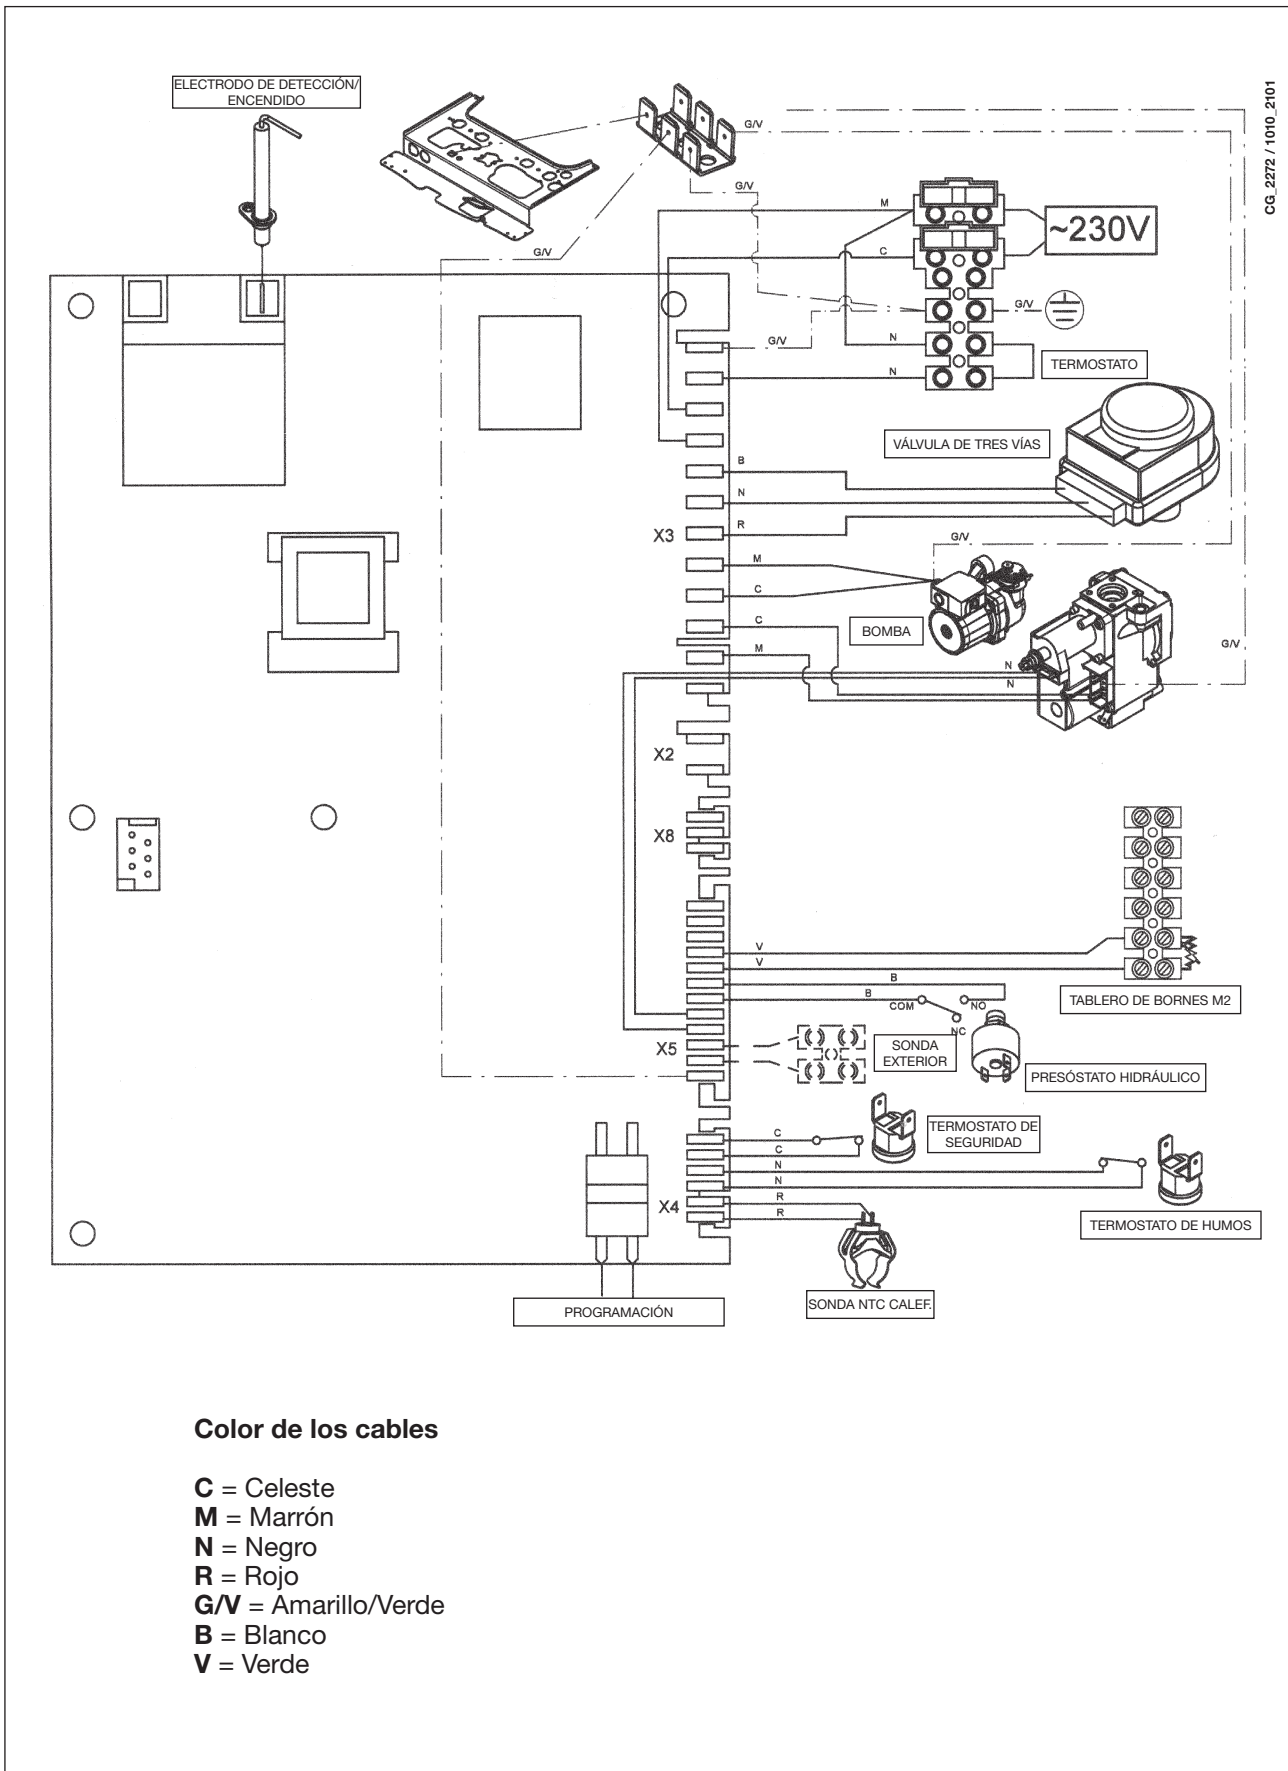 ELECTRODO DE DETECCIÓN/
ENCENDIDO
CG_2272 / 1010_2101
G/V
G/V
M
~230V
G/V
C
G/V
G/V
N
TERMOSTATO
N
VÁLVULA DE TRES VÍAS
B
N
R
X3
G/V
M
C
BOMBA
C
G/V
M
N
N
X2
X8
V
V
B
B
COM
NO
NC
TABLERO DE BORNES M2
X5
SONDA
EXTERIOR
PRESÓSTATO HIDRÁULICO
TERMOSTATO DE
SEGURIDAD
C
C
N
N
R
R
X4
TERMOSTATO DE HUMOS
SONDA NTC CALEF.
PROGRAMACIÓN
Color de los cables
C = Celeste
M = Marrón
N = Negro
R = Rojo
G/V = Amarillo/Verde
B = Blanco
V = Verde